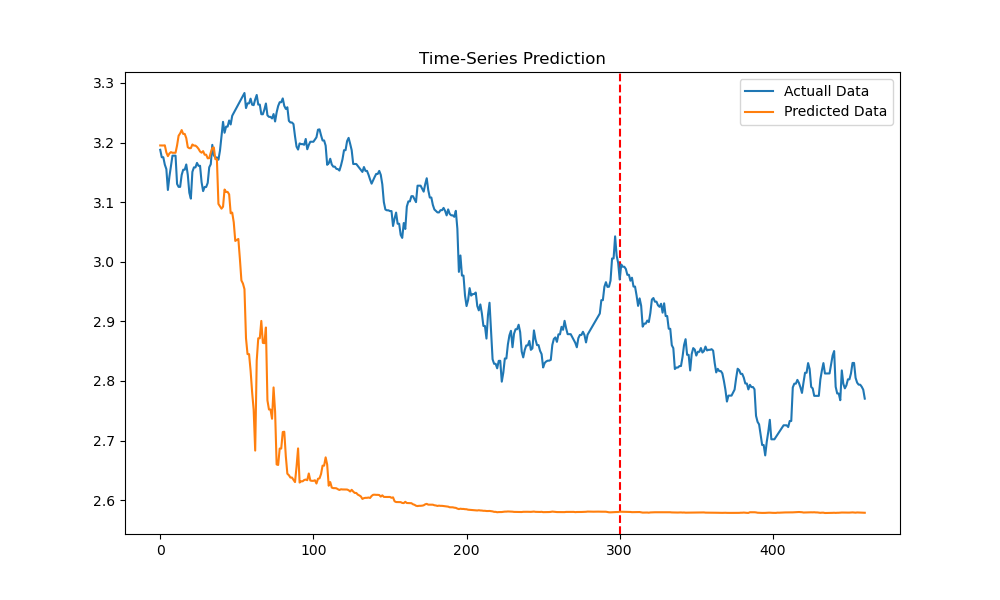 Time-Series Prediction
Actuall Data
Predicted Data
3.3
3.2
3.1
3.0
2.9
2.8
2.7
2.6
0 100 200 300 400